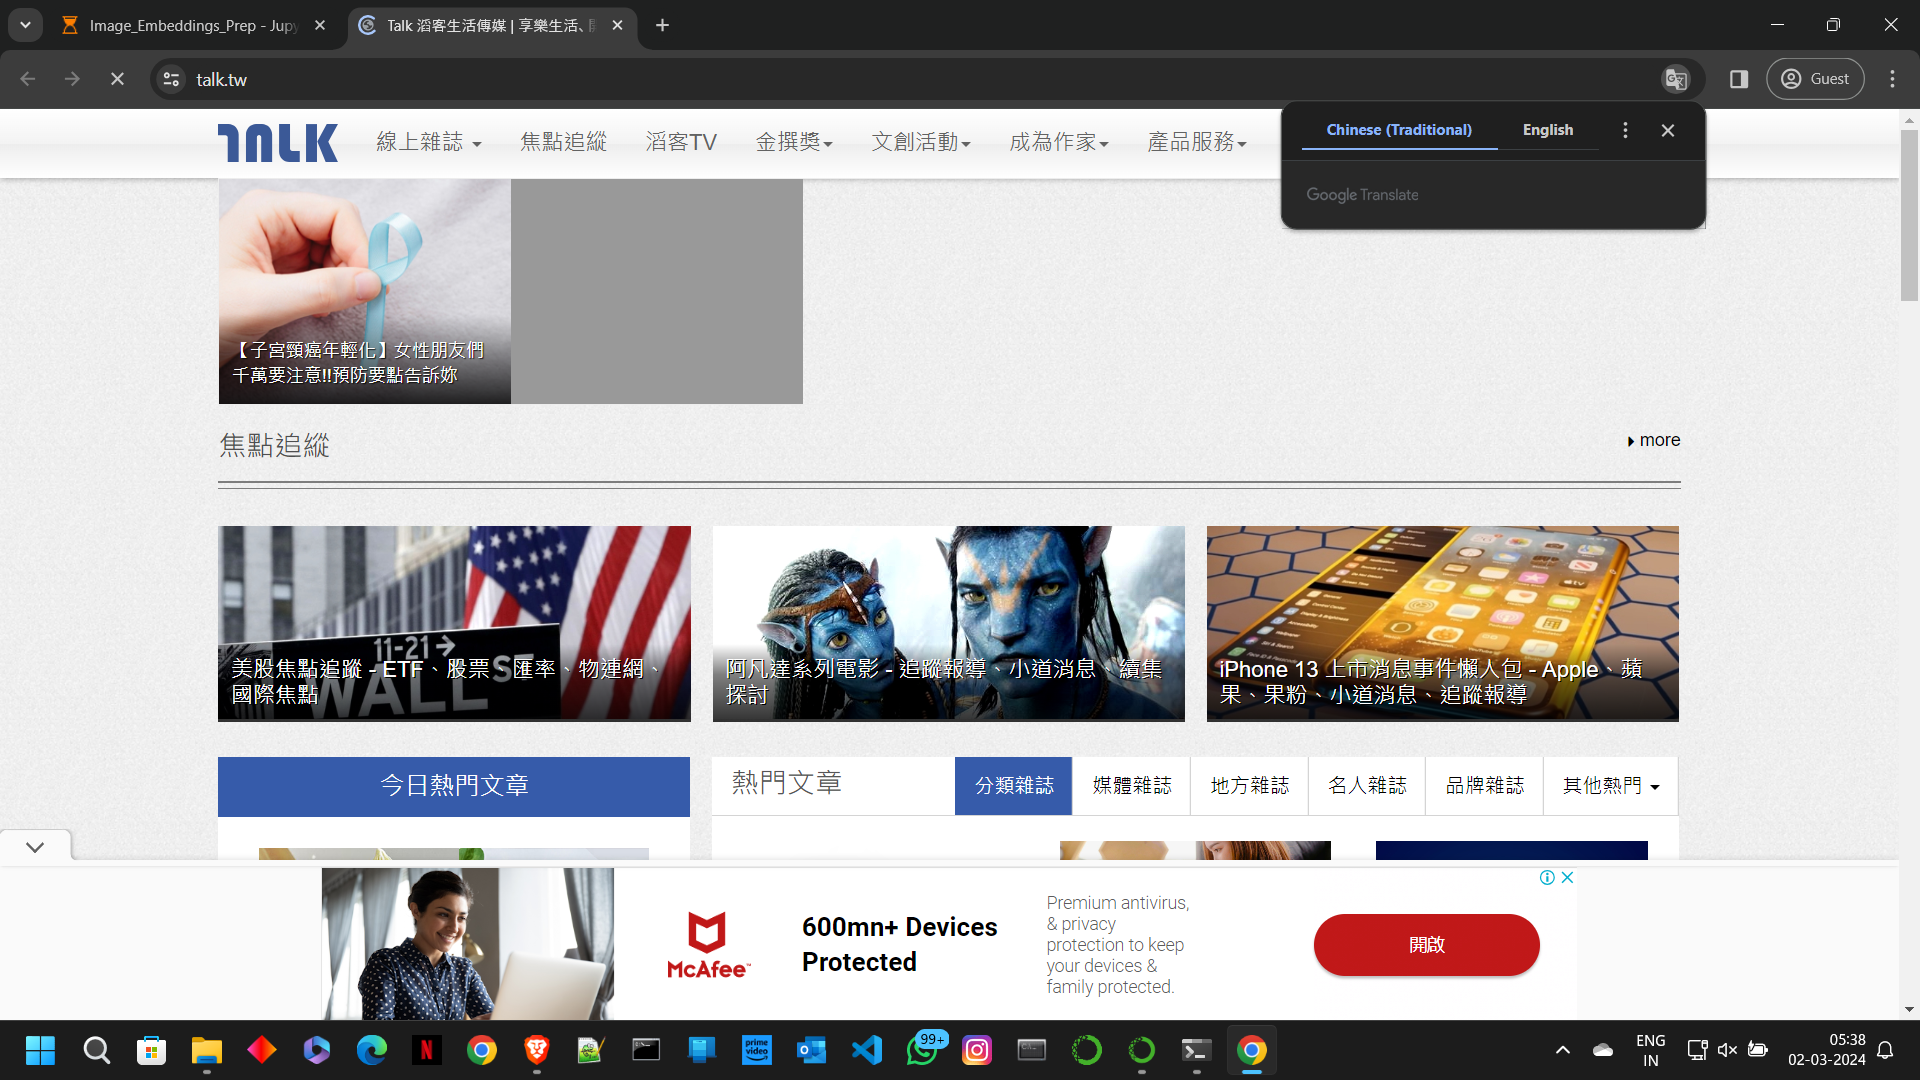 Image_Embeddings_Prep - Jupy
Talk 滔客生活傳媒 | 享樂生活、
talk.tw
Guest
TALK
線上雜誌
焦點追縱
滔客TV
金撰獎
文創活動
成為作家
產品服務
Chinese (Traditional)
English
Google Translate
【子宮頸癌年輕化】女性朋友們
千萬要注意!!預防要點告訴妳
焦點追縱
more
11-21
WALL ST
美股焦點追蹤 - ETF、股票、匯率、物連網、
國際焦點
阿凡達系列電影 - 追蹤報導、小道消息、續集
探討
iPhone 13 上市消息事件懶人包 - Apple、蘋
果、果粉、小道消息、追蹤報導
今日熱門文章
熱門文章
分類雜誌
媒體雜誌
地方雜誌
名人雜誌
品牌雜誌
其他熱門
McAfee™
600mn+ Devices
Protected
Premium antivirus,
& privacy
protection to keep
your devices &
family protected.
開啟
prime
video
99+
ENG
IN
05:38
02-03-2024